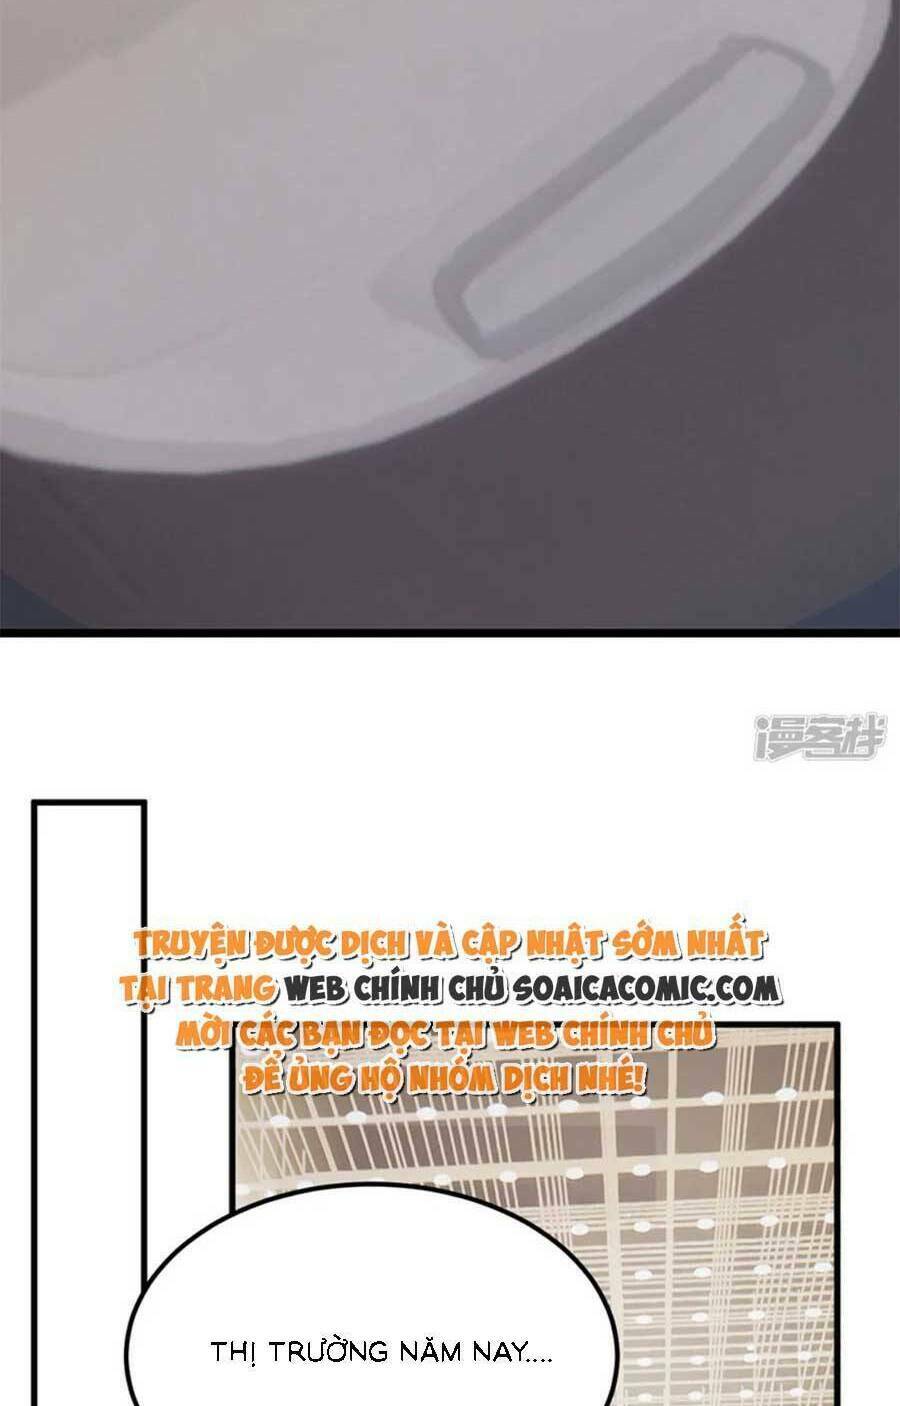 漫客栈
TRUYỆN ĐƯỢC DỊCH VÀ CẬP NHẬT SỚM NHẤT
TẠI TRANG WEB CHÍNH CHỦ SOAICACOMIC.COM
MỜI CÁC BẠN ĐỌC TẠI WEB CHÍNH CHỦ
ĐỂ ỦNG HỘ NHÓM DỊCH NHÉ!
THỊ TRƯỜNG NĂM NAY....